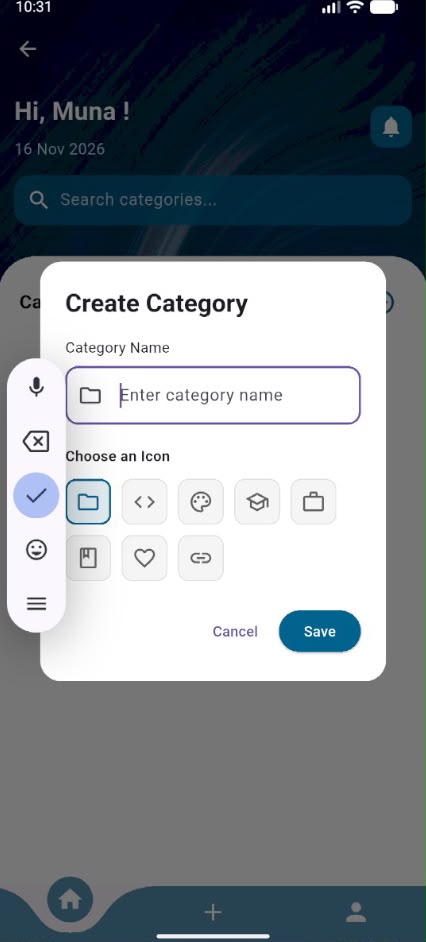 10:31
Hi, Muna !
16 Nov 2026
Search categories...
Ca
Create Category
Category Name
Enter category name
Choose an Icon
Cancel
Save